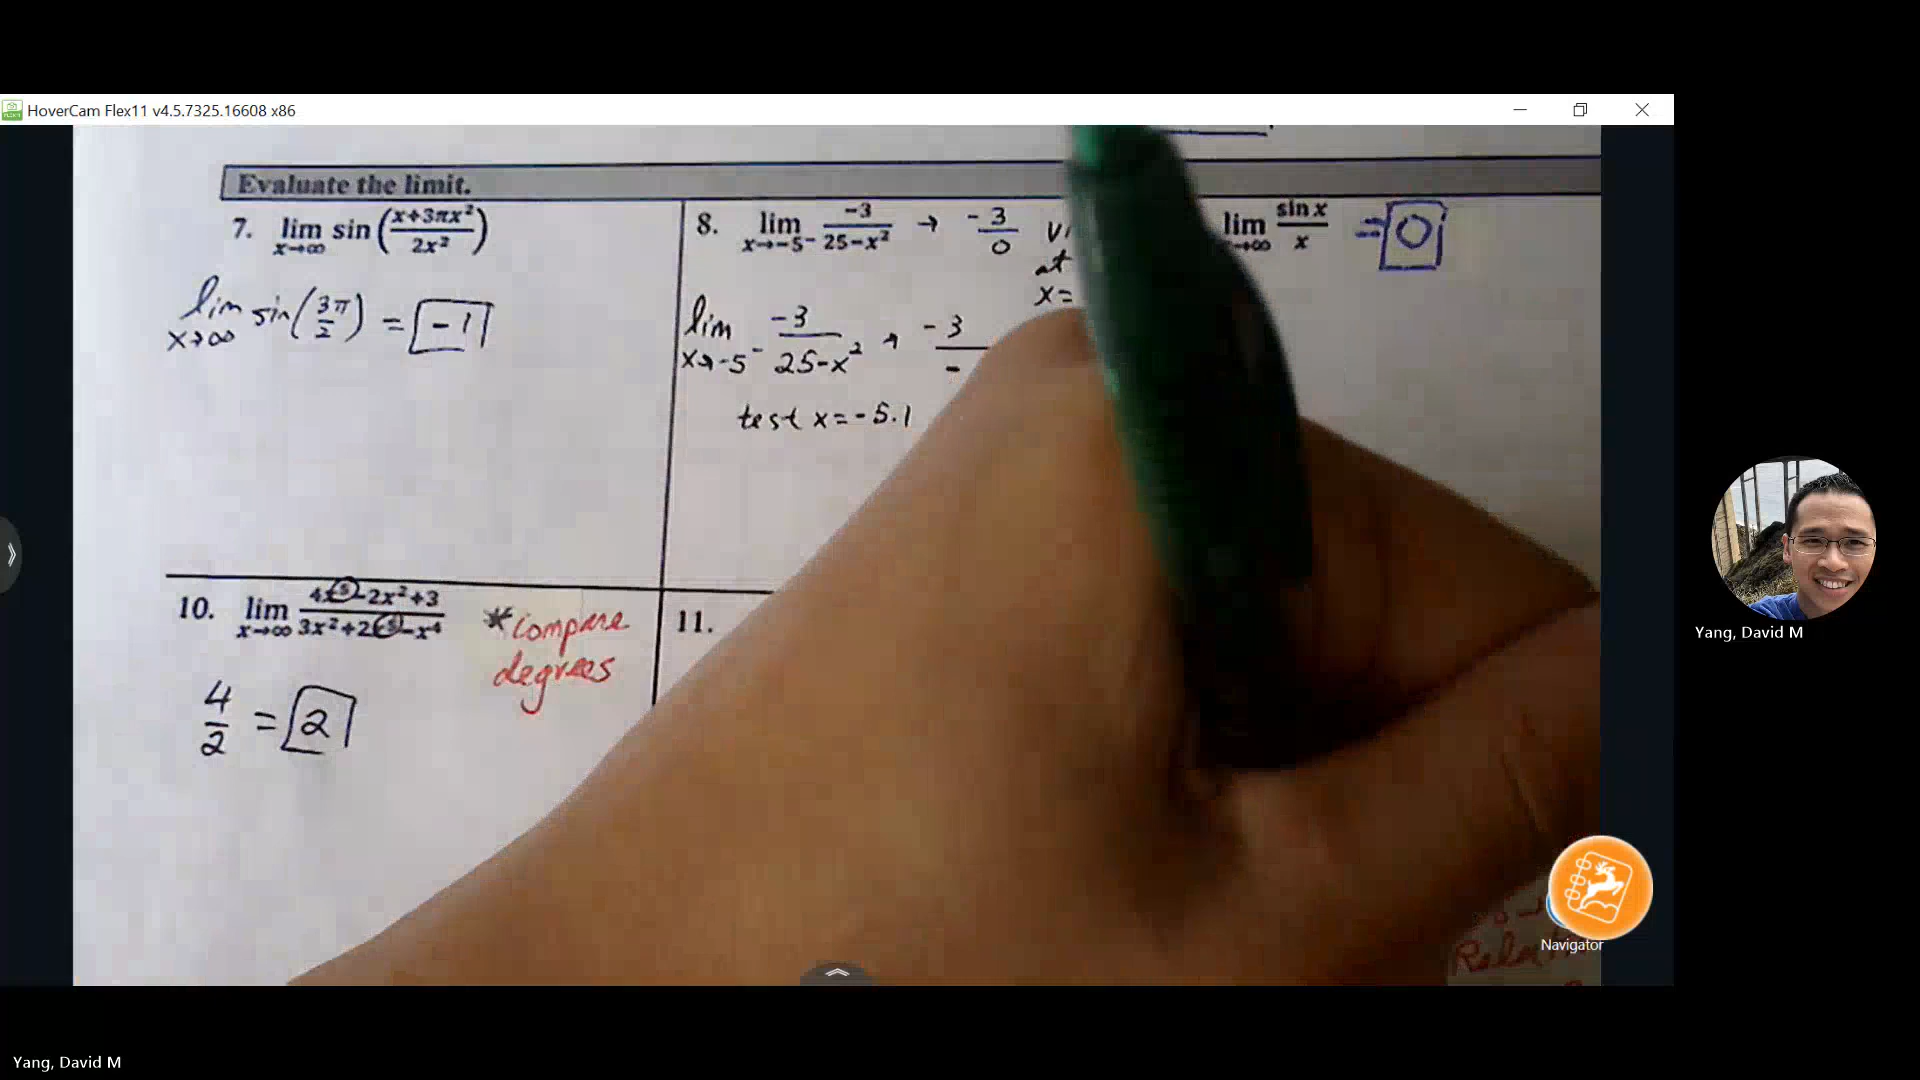 HoverCam Flex11 v4.5.7325.16608 x86
Evaluate the limit.
7. lim x→∞ sin((x+3πx²)/(2x²))
lim x→∞ sin(3π/2) = -1
8. lim x→-5⁻ -3/(25-x²) → -3/0
at
x=
lim x→-5⁻ -3/(25-x²) → -3/-
test x=-5.1
lim →∞ sin x/x = 0
10. lim x→∞ (4x⁵-2x²+3)/(3x²+2x⁵-x⁴)
*compare
degrees
4/2 = 2
11.
Navigator
Yang, David M
Yang, David M